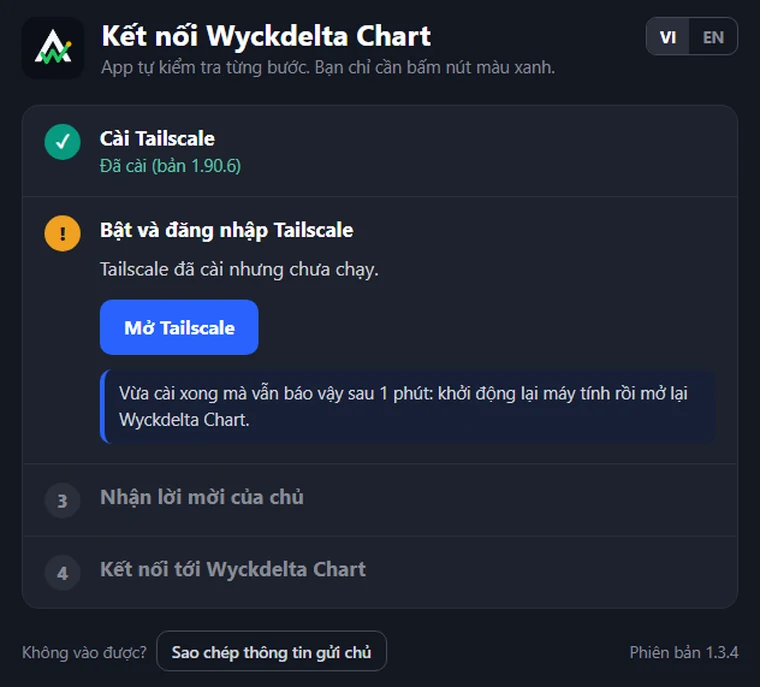 Kết nối Wyckdelta Chart
VI EN
App tự kiểm tra từng bước. Bạn chỉ cần bấm nút màu xanh.
Cài Tailscale
Đã cài (bản 1.90.6)
!
Bật và đăng nhập Tailscale
Tailscale đã cài nhưng chưa chạy.
Mở Tailscale
Vừa cài xong mà vẫn báo vậy sau 1 phút: khởi động lại máy tính rồi mở lại
Wyckdelta Chart.
3 Nhận lời mời của chủ
4 Kết nối tới Wyckdelta Chart
Không vào được? Sao chép thông tin gửi chủ Phiên bản 1.3.4